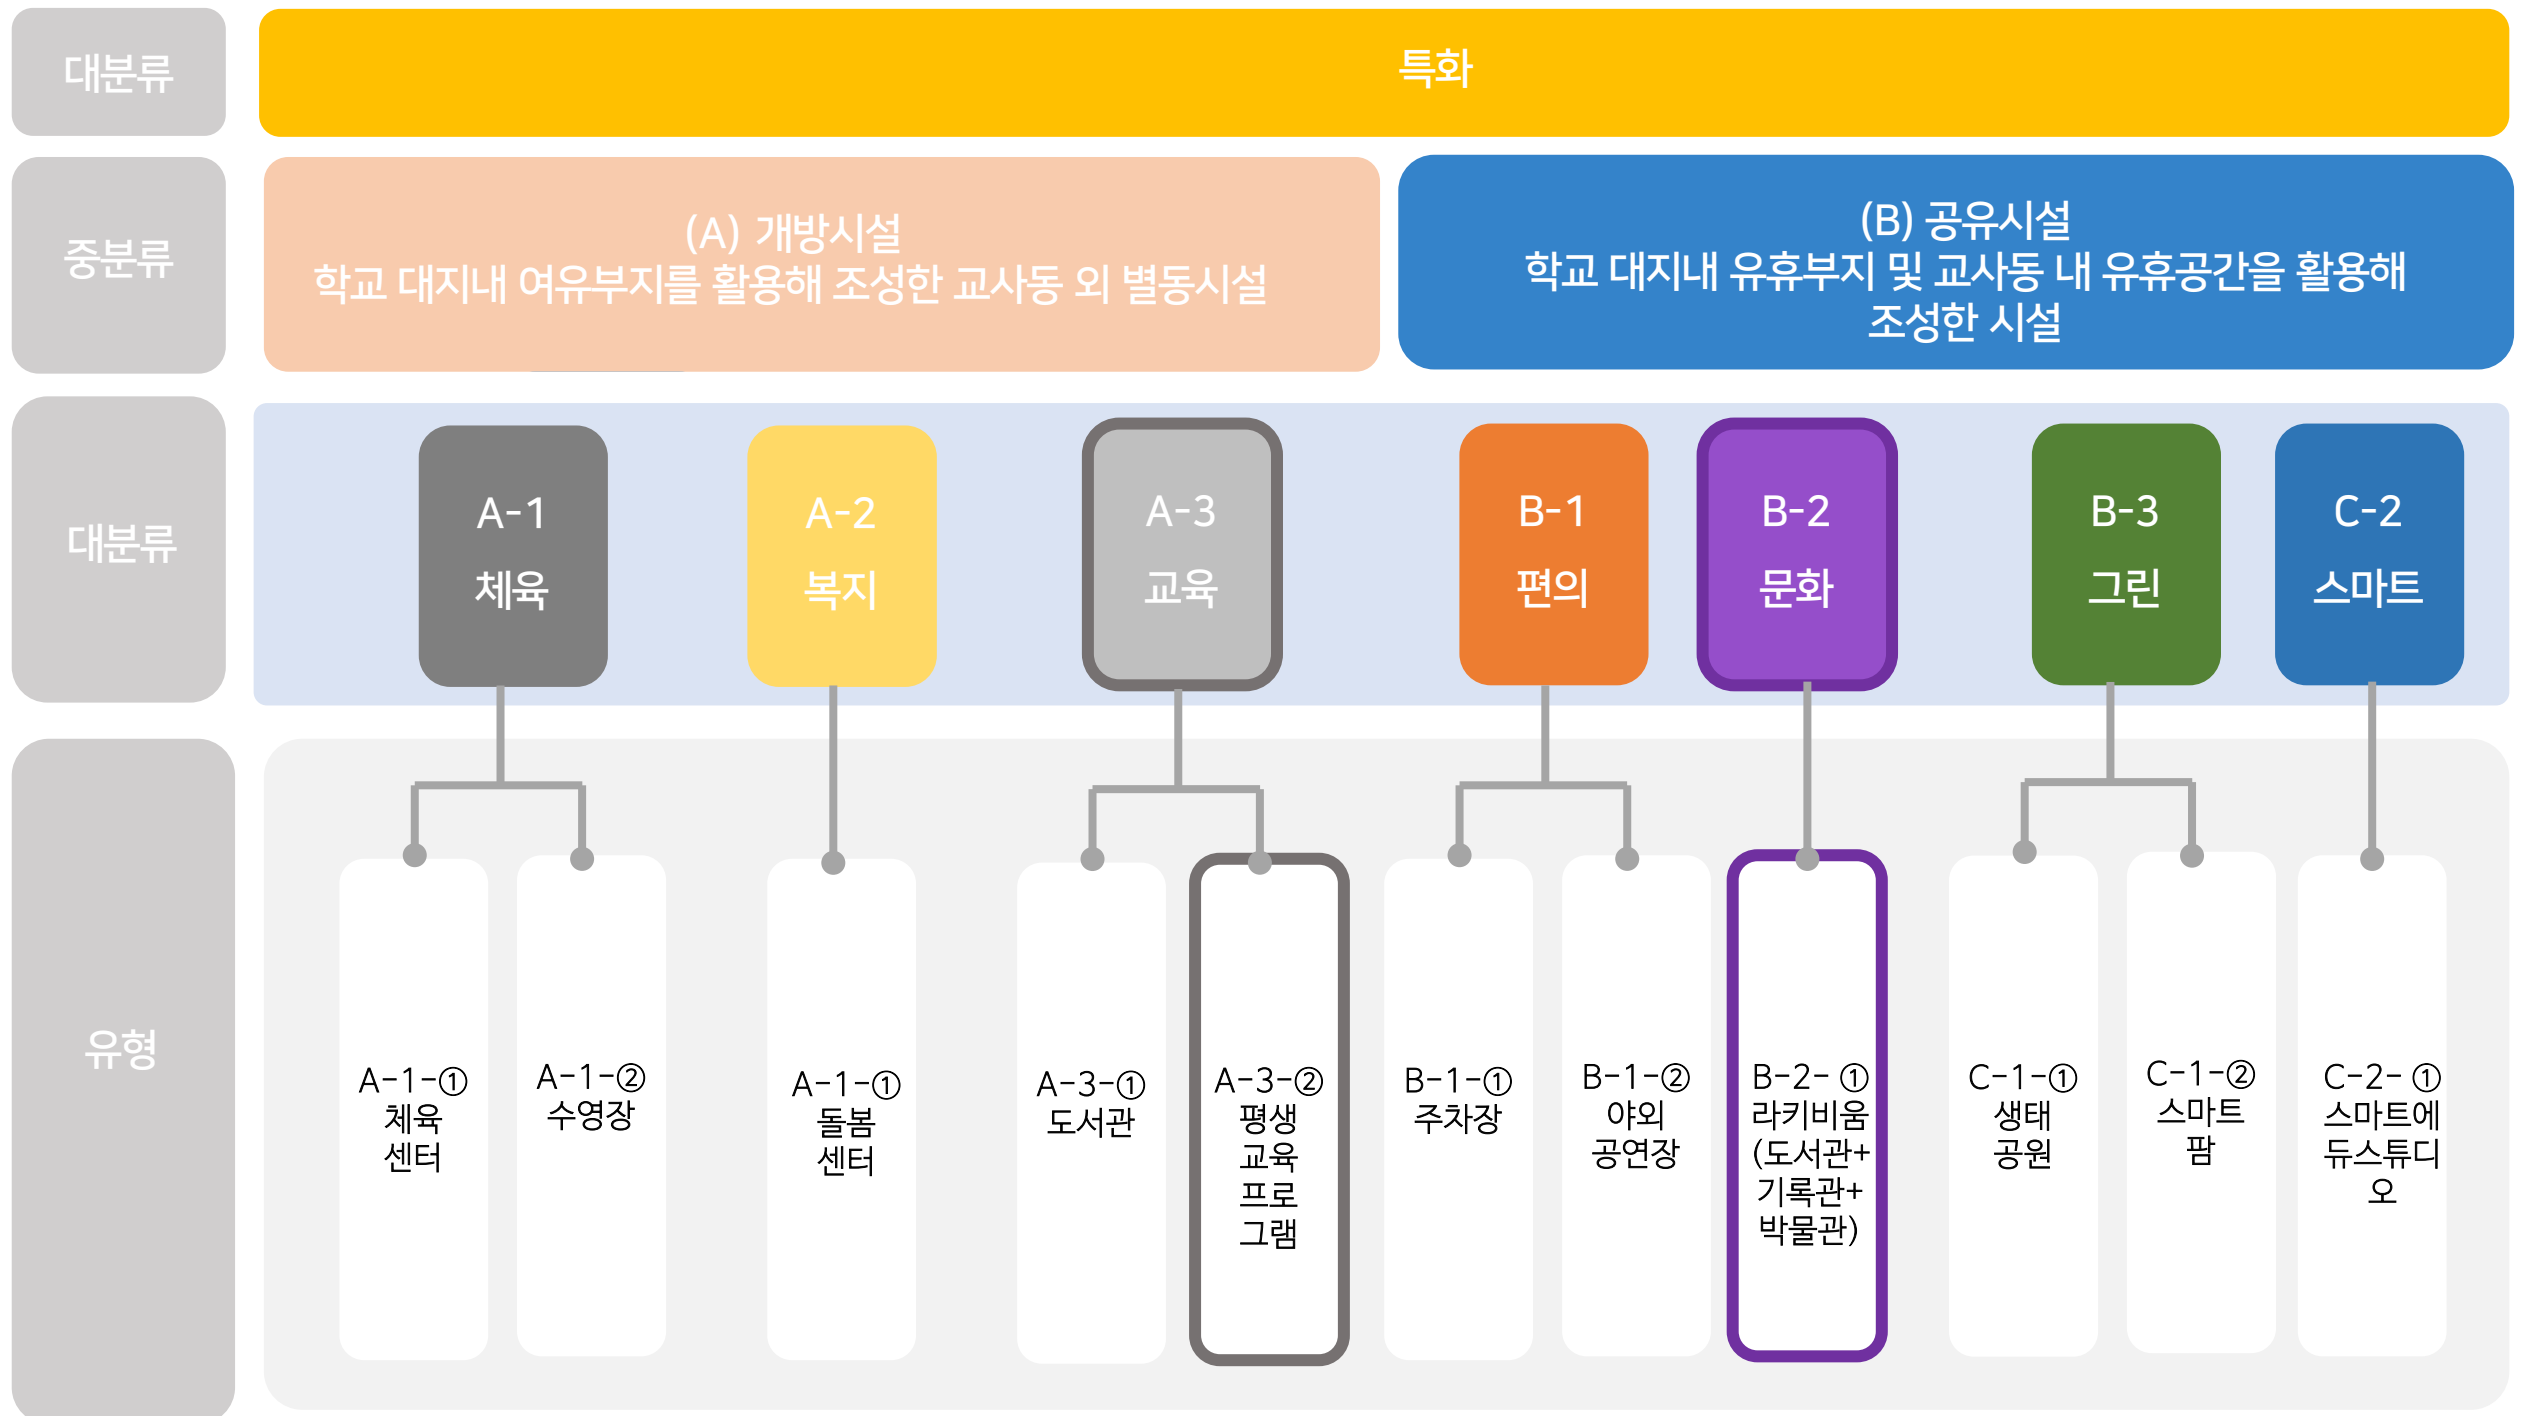 대분류
특화
중분류
(A) 개방시설
학교 대지내 여유부지를 활용해 조성한 교사동 외 별동시설
(B) 공유시설
학교 대지내 유휴부지 및 교사동 내 유휴공간을 활용해
조성한 시설
대분류
A-1
체육
A-2
복지
A-3
교육
B-1
편의
B-2
문화
B-3
그린
C-2
스마트
유형
A-1-①
체육
센터
A-1-②
수영장
A-1-①
돌봄
센터
A-3-①
도서관
A-3-②
평생
교육
프로
그램
B-1-①
주차장
B-1-②
야외
공연장
B-2- ①
라키비움
(도서관+
기록관+
박물관)
C-1-①
생태
공원
C-1-②
스마트
팜
C-2- ①
스마트에
듀스튜디
오